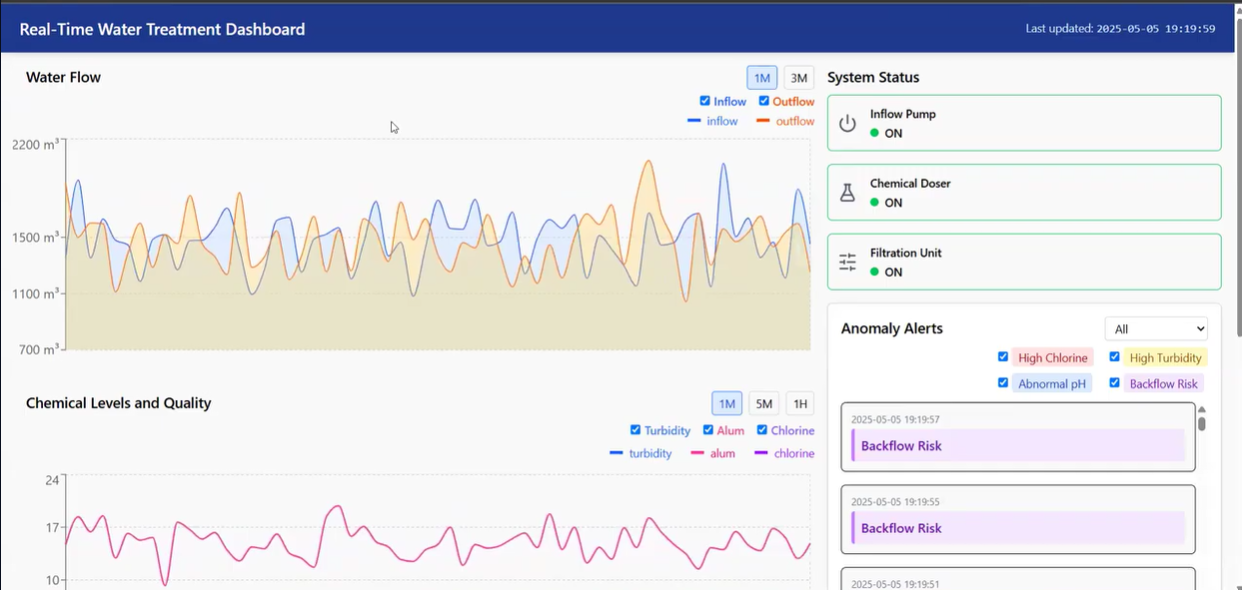 Real-Time Water Treatment Dashboard
Last updated: 2025-05-05 19:19:59
Water Flow
1M 3M
Inflow Outflow
inflow outflow
2200 m³
1500 m³
1100 m³
700 m³
Chemical Levels and Quality
1M 5M 1H
Turbidity Alum Chlorine
turbidity alum chlorine
24
17
10
System Status
Inflow Pump
ON
Chemical Doser
ON
Filtration Unit
ON
Anomaly Alerts
All
High Chlorine High Turbidity
Abnormal pH Backflow Risk
2025-05-05 19:19:57
Backflow Risk
2025-05-05 19:19:55
Backflow Risk
2025-05-05 19:19:51